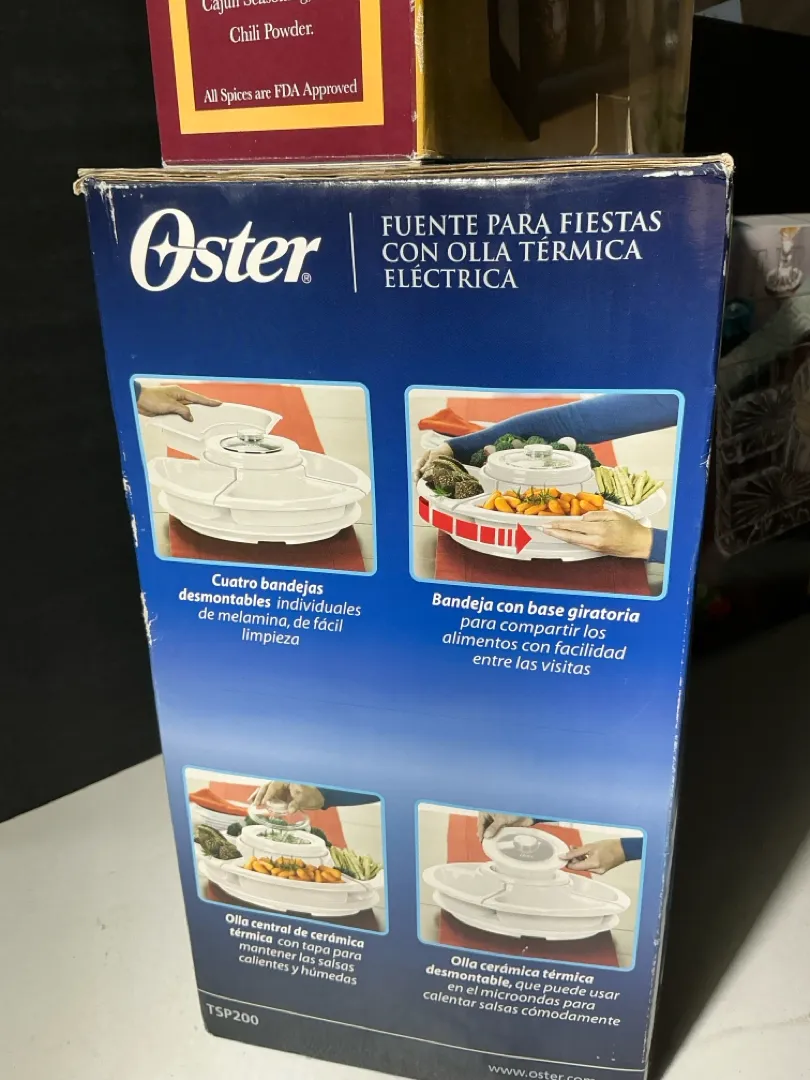 Chili Powder.
All Spices are FDA Approved
Oster®
FUENTE PARA FIESTAS
CON OLLA TÉRMICA
ELÉCTRICA
Cuatro bandejas
desmontables individuales
de melamina, de fácil
limpieza
Bandeja con base giratoria
para compartir los
alimentos con facilidad
entre las visitas
Olla central de cerámica
térmica con tapa para
mantener las salsas
calientes y húmedas
Olla cerámica térmica
desmontable, que puede usar
en el microondas para
calentar salsas cómodamente
TSP200
www.oster.com